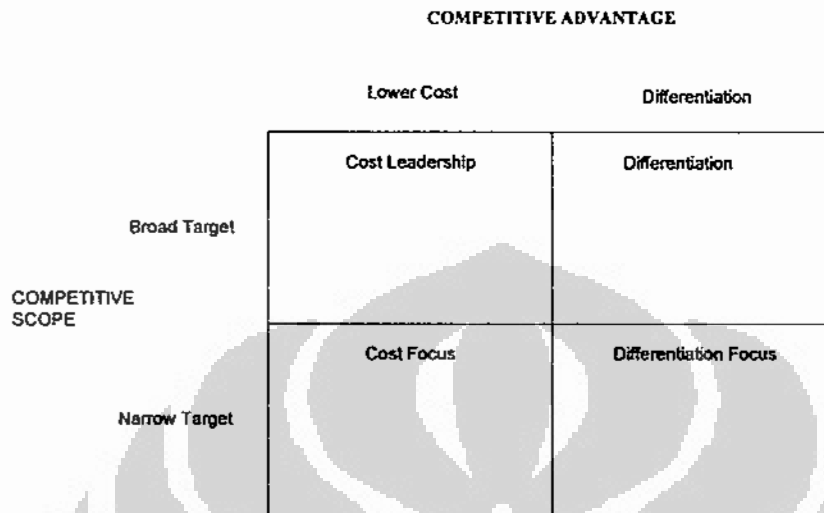 COMPETITIVE ADVANTAGE
Lower Cost
Differentiation
Cost Leadership
Differentiation
Broad Target
COMPETITIVE
SCOPE
Cost Focus
Differentiation Focus
Narrow Target